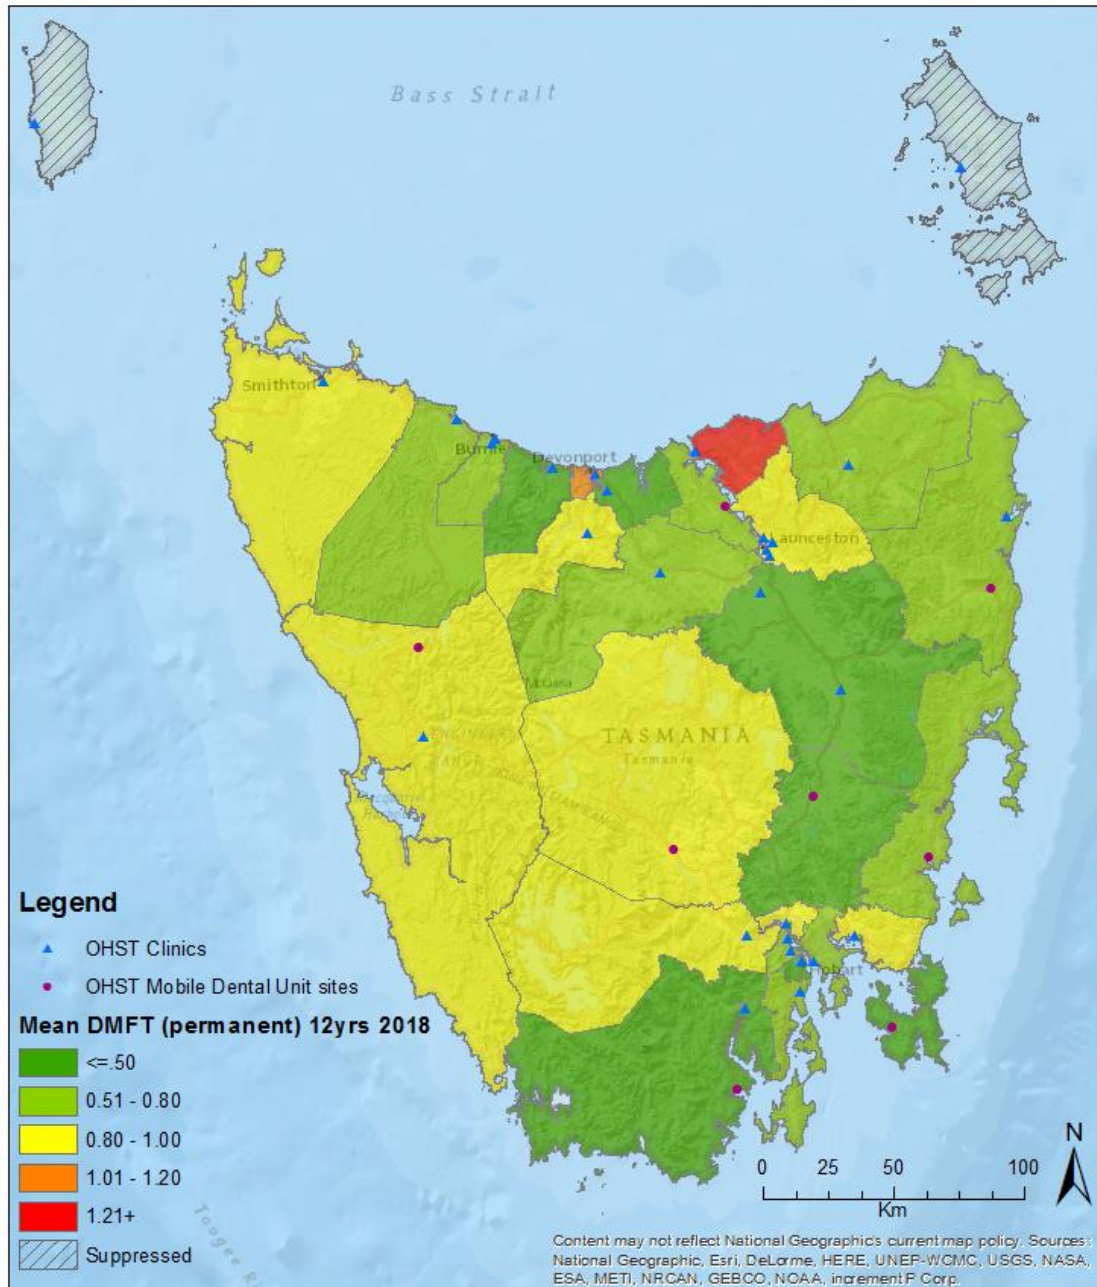 Bass Strait
Smithton
Burnie
Devonport
Launceston
Mt Ossa
TASMANIA
Tasmania
Hobart
Legend
OHST Clinics
OHST Mobile Dental Unit sites
Mean DMFT (permanent) 12yrs 2018
<=.50
0.51 - 0.80
0.80 - 1.00
1.01 - 1.20
1.21+
Suppressed
N
0 25 50 100
Km
Content may not reflect National Geographic's current map policy. Sources:
National Geographic, Esri, DeLorme, HERE, UNEP-WCMC, USGS, NASA,
ESA, METI, NRCAN, GEBCO, NOAA, increment P Corp.